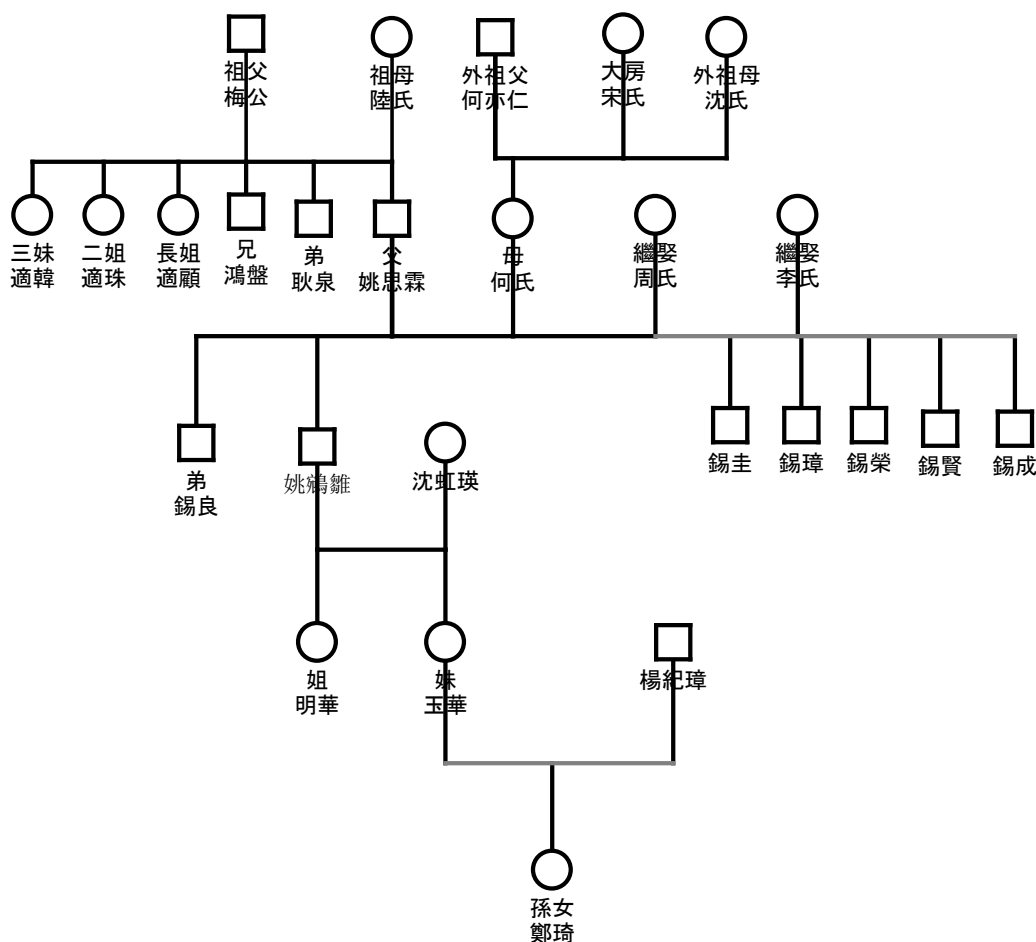 祖父
梅公
祖母
陸氏
外祖父
何亦仁
大房
宋氏
外祖母
沈氏
三妹
適韓
二姐
適珠
長姐
適顧
兄
鴻盤
弟
耿泉
父
姚思霖
母
何氏
繼娶
周氏
繼娶
李氏
弟
錫良
姚鵷雛
沈虹瑛
錫圭
錫璋
錫榮
錫賢
錫成
姐
明華
妹
玉華
楊紀璋
孫女
鄭琦